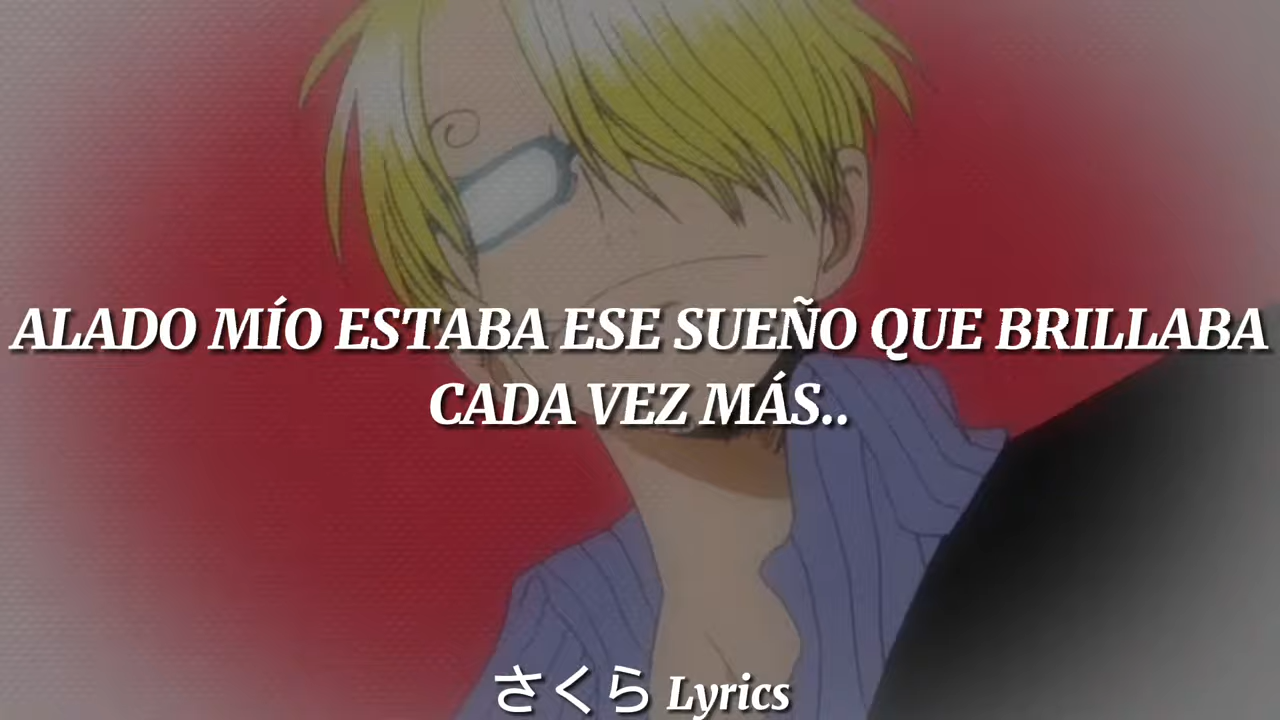 ALADO MÍO ESTABA ESE SUEÑO QUE BRILLABA
CADA VEZ MÁS..
さくら Lyrics